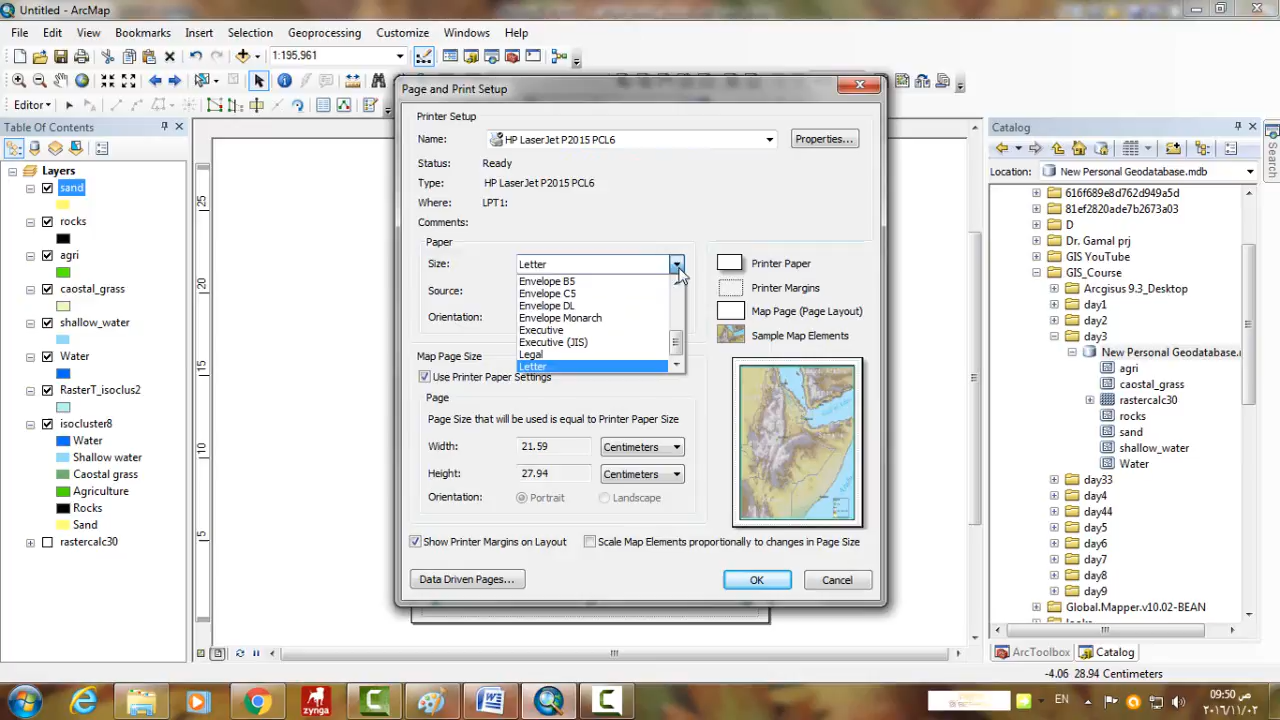 Untitled - ArcMap
File Edit View Bookmarks Insert Selection Geoprocessing Customize Windows Help
1:195,961
Editor
Table Of Contents
Layers
sand
rocks
agri
caostal_grass
shallow_water
Water
RasterT_isoclus2
isocluster8
Water
Shallow water
Caostal grass
Agriculture
Rocks
Sand
rastercalc30
25
20
15
10
5
Page and Print Setup
Printer Setup
Name: HP LaserJet P2015 PCL6 Properties...
Status: Ready
Type: HP LaserJet P2015 PCL6
Where: LPT1:
Comments:
Paper
Size: Letter
Source:
Orientation:
Envelope B5
Envelope C5
Envelope DL
Envelope Monarch
Executive
Executive (JIS)
Legal
Letter
Printer Paper
Printer Margins
Map Page (Page Layout)
Sample Map Elements
Map Page Size
Use Printer Paper Settings
Page
Page Size that will be used is equal to Printer Paper Size
Width: 21.59 Centimeters
Height: 27.94 Centimeters
Orientation: Portrait Landscape
Show Printer Margins on Layout Scale Map Elements proportionally to changes in Page Size
Data Driven Pages... OK Cancel
Catalog
Location: New Personal Geodatabase.mdb
616f689e8d762d949a5d
81ef2820ade7b2673a03
D
Dr. Gamal prj
GIS YouTube
GIS_Course
Arcgisus 9.3_Desktop
day1
day2
day3
New Personal Geodatabase.
agri
caostal_grass
rastercalc30
rocks
sand
shallow_water
Water
day33
day4
day44
day5
day6
day7
day8
day9
Global.Mapper.v10.02-BEAN
ArcToolbox Catalog
Search
-4.06 28.94 Centimeters
zynga
EN
09:50 ص
٢٠١٦/١١/٠٢